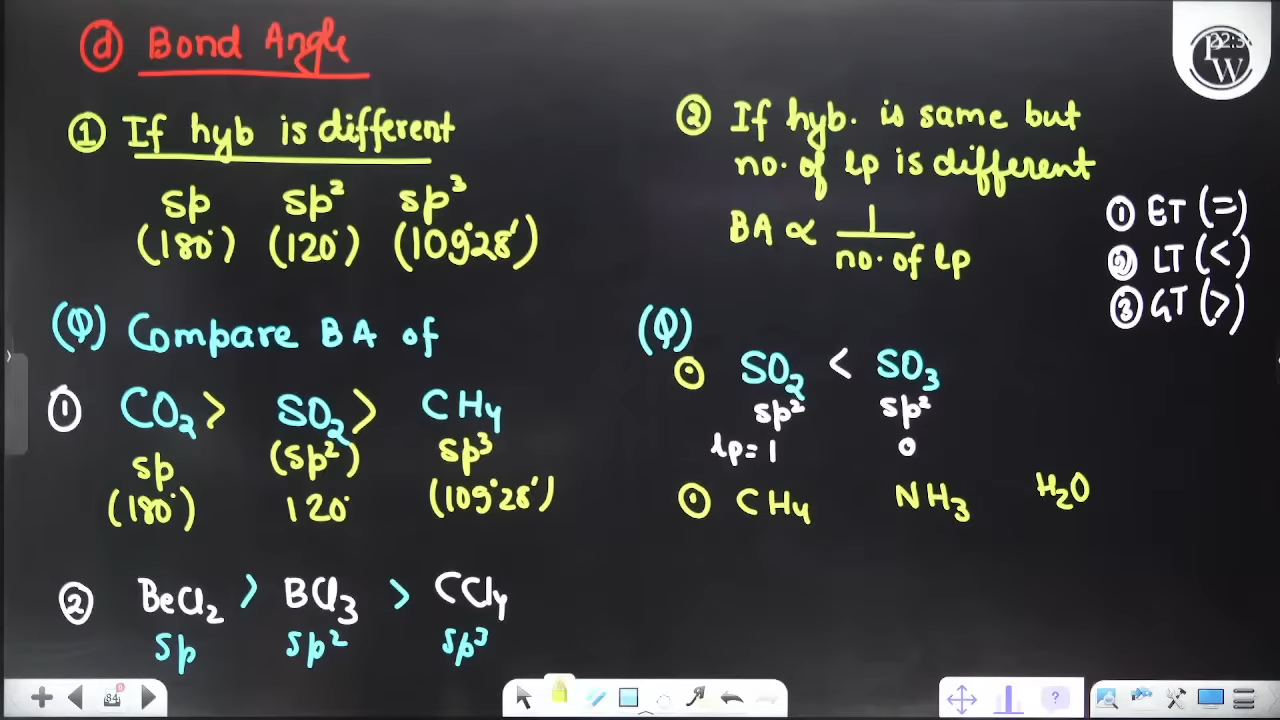 (d) Bond Angle
① If hyb is different
sp sp² sp³
(180°) (120°) (109°28')
(Q) Compare BA of
① CO₂ > SO₂ > CH₄
sp (sp²) sp³
(180°) 120° (109°28')
② BeCl₂ > BCl₃ > CCl₄
sp sp² sp³
② If hyb. is same but
no. of lp is different
BA ∝ 1
no. of lp
① ET (=)
② LT (<)
③ GT (>)
(Q)
SO₂ < SO₃
sp² sp²
lp = 1 0
CH₄ NH₃ H₂O
PW
84